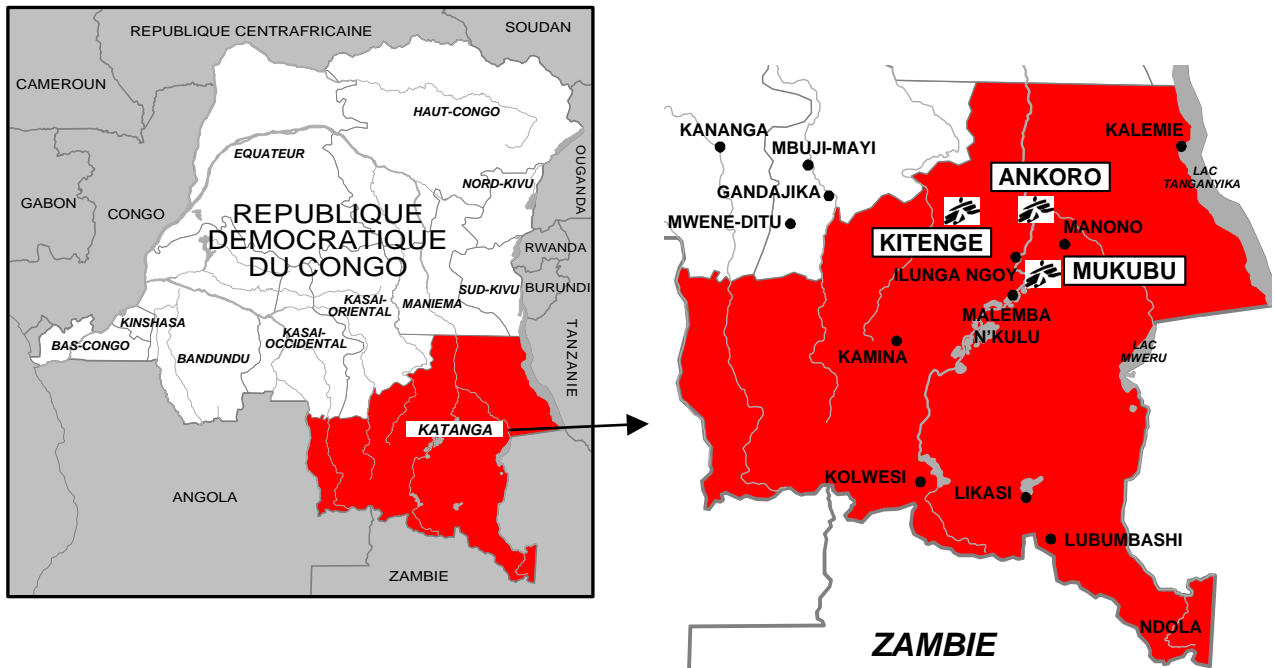 REPUBLIQUE CENTRAFRICAINE
SOUDAN
CAMEROUN
HAUT-CONGO
EQUATEUR
OUGANDA
NORD-KIVU
GABON
CONGO
REPUBLIQUE
DEMOCRATIQUE
DU CONGO
RWANDA
SUD-KIVU
BURUNDI
KASAI-
ORIENTAL
MANIEMA
KINSHASA
BAS-CONGO
BANDUNDU
KASAI-
OCCIDENTAL
TANZANIE
KATANGA
ANGOLA
ZAMBIE
KANANGA
MBUJI-MAYI
KALEMIE
GANDAJIKA
ANKORO
LAC
TANGANYIKA
MWENE-DITU
MANONO
KITENGE
ILUNGA NGOY
MUKUBU
MALEMBA
N'KULU
KAMINA
LAC
MWERU
KOLWESI
LIKASI
LUBUMBASHI
NDOLA
ZAMBIE